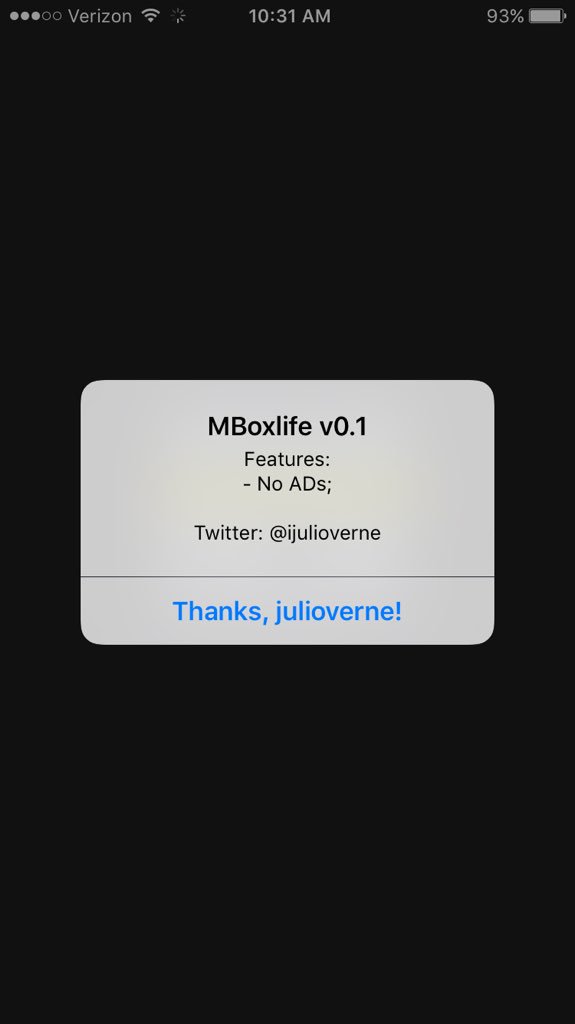 Verizon 10:31 AM 93%
MBoxlife v0.1
Features:
- No ADs;
Twitter: @ijulioverne
Thanks, julioverne!